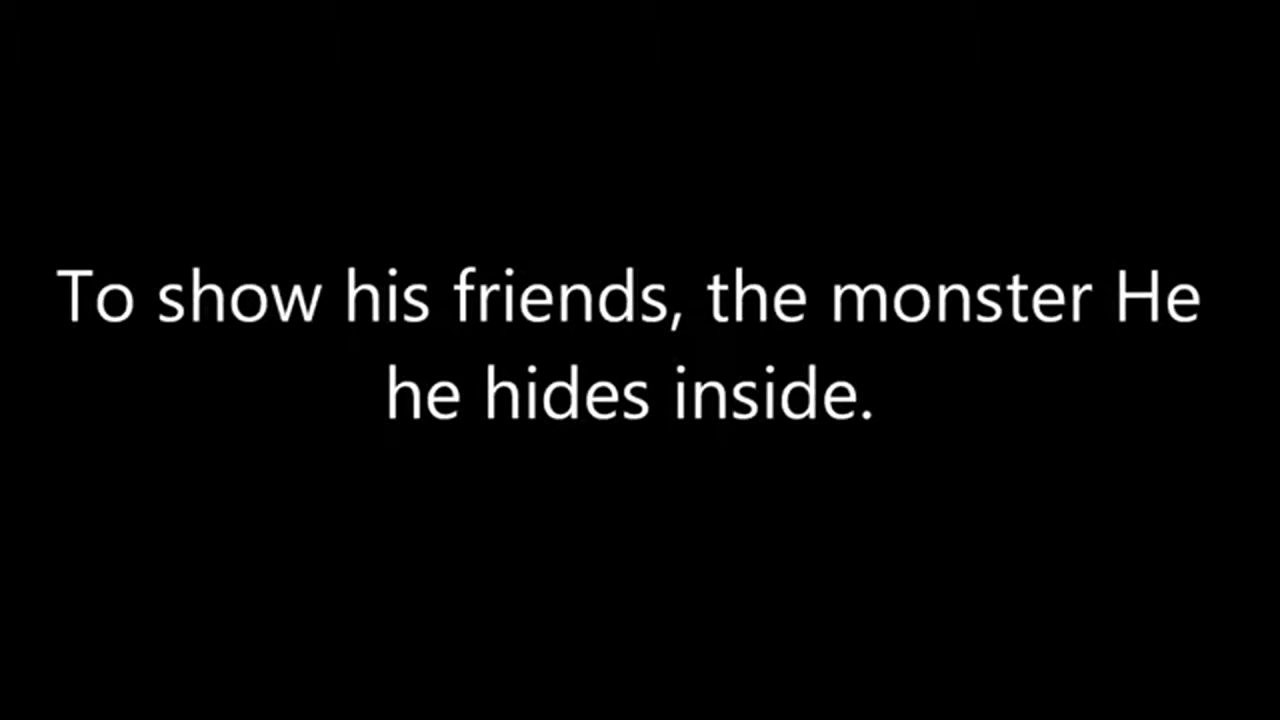 To show his friends, the monster He
he hides inside.